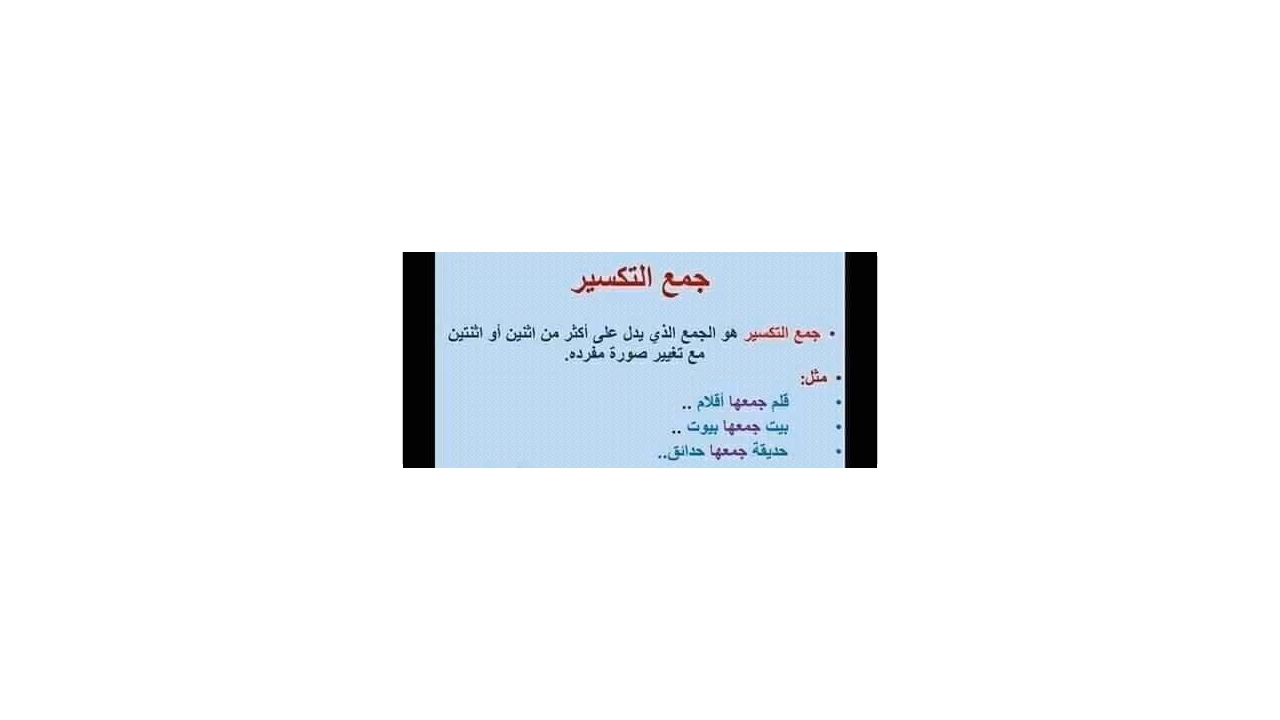 جمع التكسير
• جمع التكسير هو الجمع الذي يدل على أكثر من اثنين أو اثنتين
مع تغيير صورة مفرده.
• مثل:
• قلم جمعها أقلام ..
• بيت جمعها بيوت ..
• حديقة جمعها حدائق..